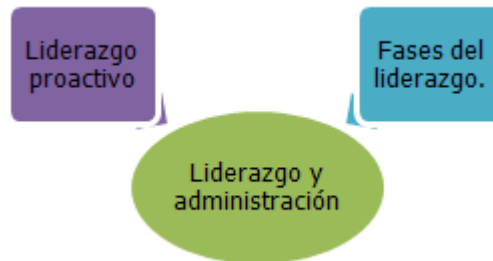 Liderazgo
proactivo
Fases del
liderazgo.
Liderazgo y
administración